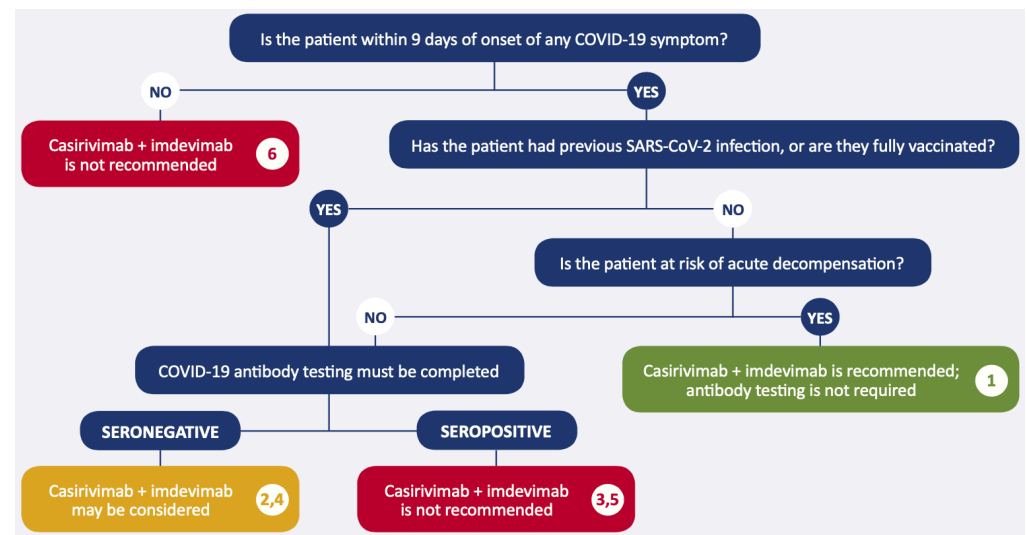 Is the patient within 9 days of onset of any COVID-19 symptom?
NO
YES
Casirivimab + imdevimab
is not recommended
6
Has the patient had previous SARS-CoV-2 infection, or are they fully vaccinated?
YES
NO
Is the patient at risk of acute decompensation?
NO
YES
COVID-19 antibody testing must be completed
Casirivimab + imdevimab is recommended;
antibody testing is not required
1
SERONEGATIVE
SEROPOSITIVE
Casirivimab + imdevimab
may be considered
2,4
Casirivimab + imdevimab
is not recommended
3,5